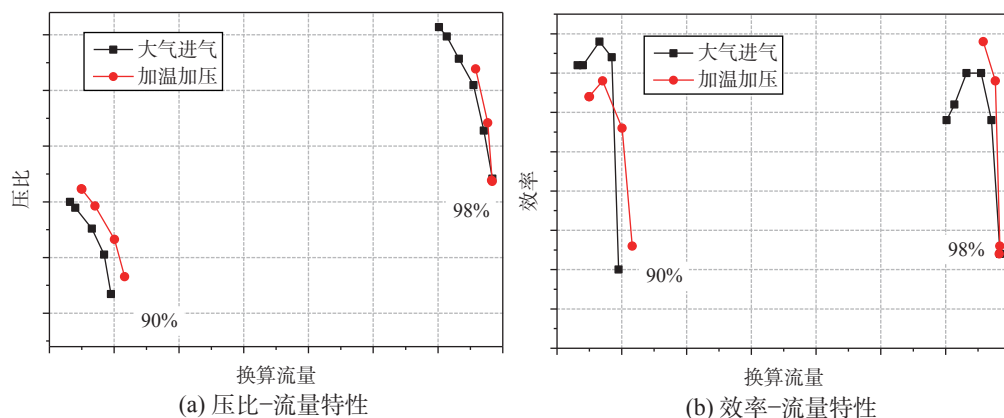 大气进气
加温加压
压比
98%
90%
换算流量
(a) 压比-流量特性
大气进气
加温加压
效率
98%
90%
换算流量
(b) 效率-流量特性